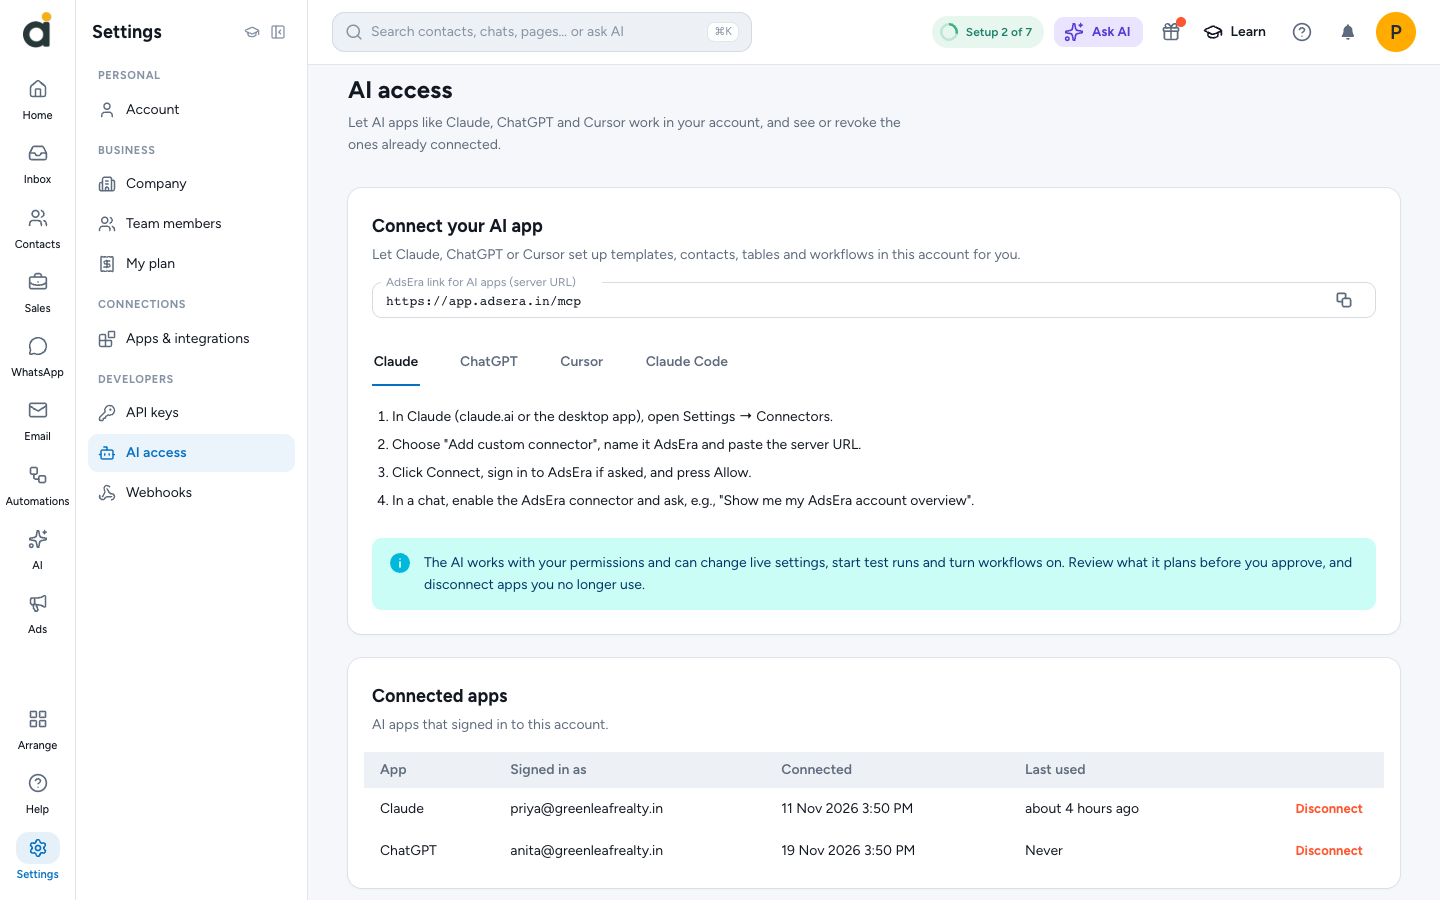 Settings
Search contacts, chats, pages... or ask AI
⌘K
Setup 2 of 7
Ask AI
Learn
P
Home
Inbox
Contacts
Sales
WhatsApp
Email
Automations
AI
Ads
Arrange
Help
Settings
PERSONAL
Account
BUSINESS
Company
Team members
My plan
CONNECTIONS
Apps & integrations
DEVELOPERS
API keys
AI access
Webhooks
AI access
Let AI apps like Claude, ChatGPT and Cursor work in your account, and see or revoke the
ones already connected.
Connect your AI app
Let Claude, ChatGPT or Cursor set up templates, contacts, tables and workflows in this account for you.
AdsEra link for AI apps (server URL)
https://app.adsera.in/mcp
Claude ChatGPT Cursor Claude Code
1. In Claude (claude.ai or the desktop app), open Settings → Connectors.
2. Choose "Add custom connector", name it AdsEra and paste the server URL.
3. Click Connect, sign in to AdsEra if asked, and press Allow.
4. In a chat, enable the AdsEra connector and ask, e.g., "Show me my AdsEra account overview".
The AI works with your permissions and can change live settings, start test runs and turn workflows on. Review what it plans before you approve, and
disconnect apps you no longer use.
Connected apps
AI apps that signed in to this account.
App Signed in as Connected Last used
Claude priya@greenleafrealty.in 11 Nov 2026 3:50 PM about 4 hours ago Disconnect
ChatGPT anita@greenleafrealty.in 19 Nov 2026 3:50 PM Never Disconnect